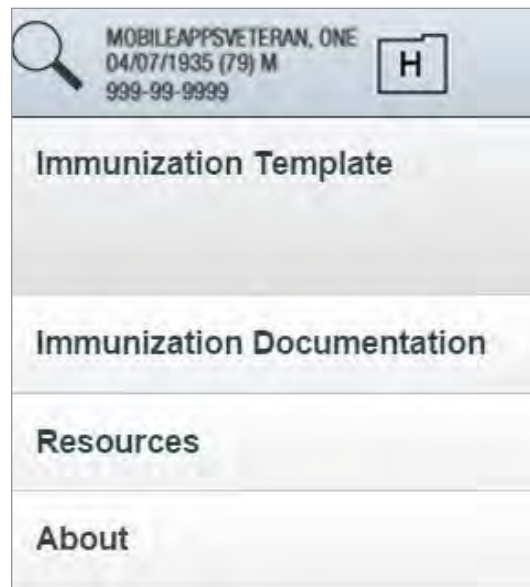 MOBILEAPPSVETERAN, ONE
04/07/1935 (79) M
999-99-9999
H
Immunization Template
Immunization Documentation
Resources
About